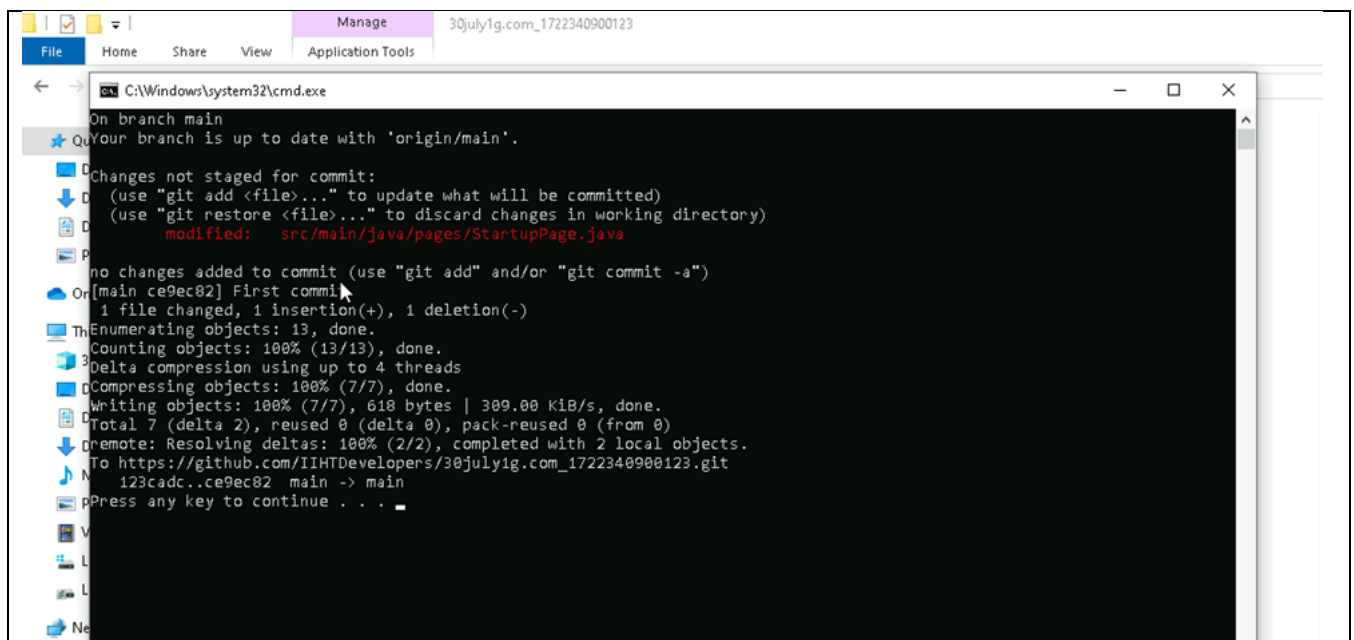 Manage
30july1g.com_1722340900123
File
Home
Share
View
Application Tools
C:\Windows\system32\cmd.exe
On branch main
Your branch is up to date with 'origin/main'.
Changes not staged for commit:
(use "git add <file>..." to update what will be committed)
(use "git restore <file>..." to discard changes in working directory)
modified:   src/main/java/pages/StartupPage.java
no changes added to commit (use "git add" and/or "git commit -a")
[main ce9ec82] First commit
1 file changed, 1 insertion(+), 1 deletion(-)
Enumerating objects: 13, done.
Counting objects: 100% (13/13), done.
Delta compression using up to 4 threads
Compressing objects: 100% (7/7), done.
Writing objects: 100% (7/7), 618 bytes | 309.00 KiB/s, done.
Total 7 (delta 2), reused 0 (delta 0), pack-reused 0 (from 0)
remote: Resolving deltas: 100% (2/2), completed with 2 local objects.
To https://github.com/IIHTDevelopers/30july1g.com_1722340900123.git
123cadc..ce9ec82  main -> main
Press any key to continue . . .